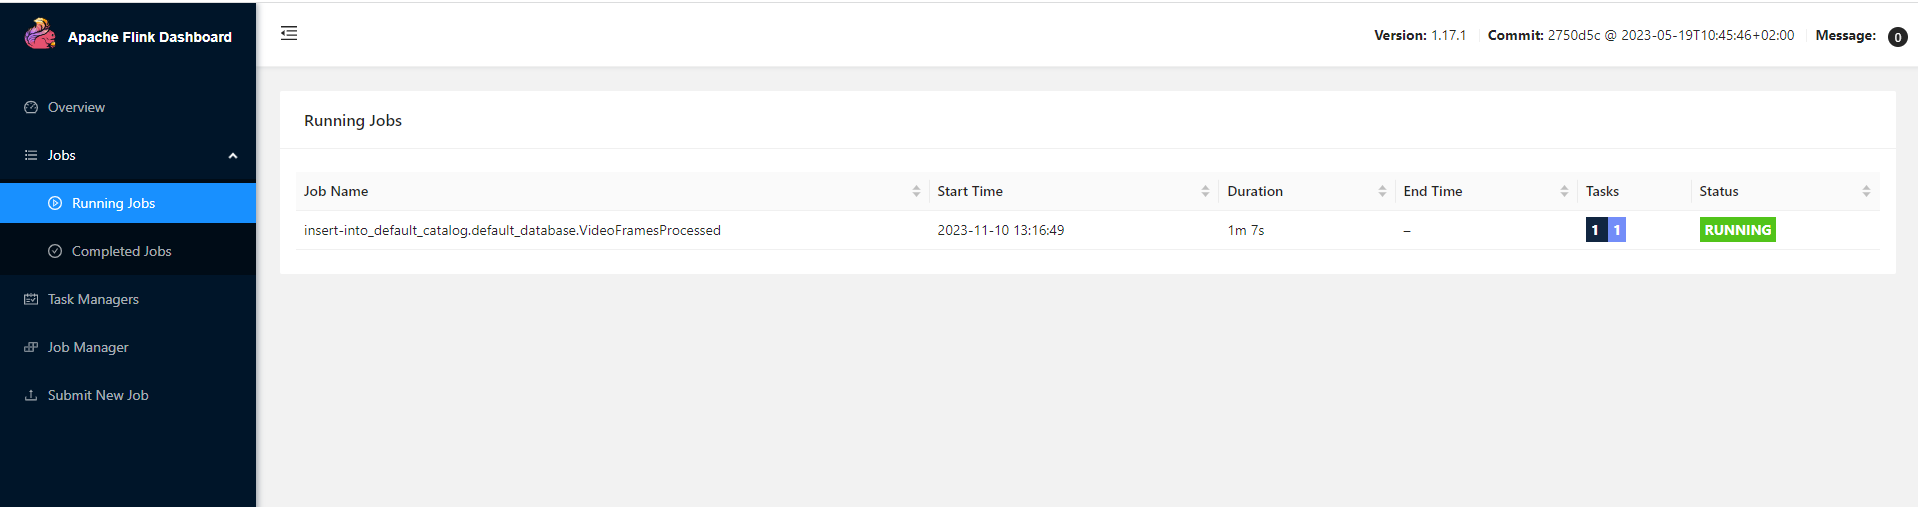 Apache Flink Dashboard
Version: 1.17.1 Commit: 2750d5c @ 2023-05-19T10:45:46+02:00 Message: 0
Overview
Jobs
Running Jobs
Completed Jobs
Task Managers
Job Manager
Submit New Job
Running Jobs
Job Name Start Time Duration End Time Tasks Status
insert-into_default_catalog.default_database.VideoFramesProcessed 2023-11-10 13:16:49 1m 7s – 1 1 RUNNING